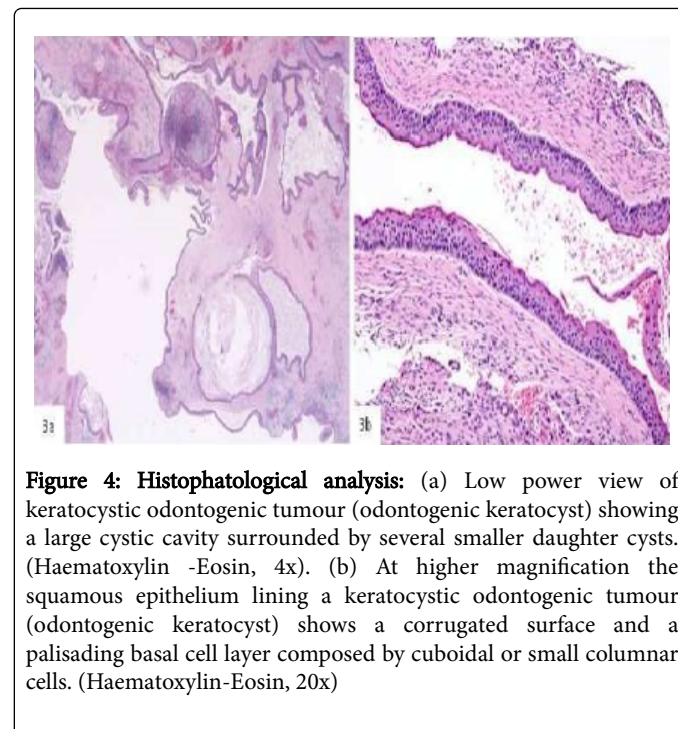 3a
3b
Figure 4: Histophatological analysis: (a) Low power view of
keratocystic odontogenic tumour (odontogenic keratocyst) showing
a large cystic cavity surrounded by several smaller daughter cysts.
(Haematoxylin -Eosin, 4x). (b) At higher magnification the
squamous epithelium lining a keratocystic odontogenic tumour
(odontogenic keratocyst) shows a corrugated surface and a
palisading basal cell layer composed by cuboidal or small columnar
cells. (Haematoxylin-Eosin, 20x)